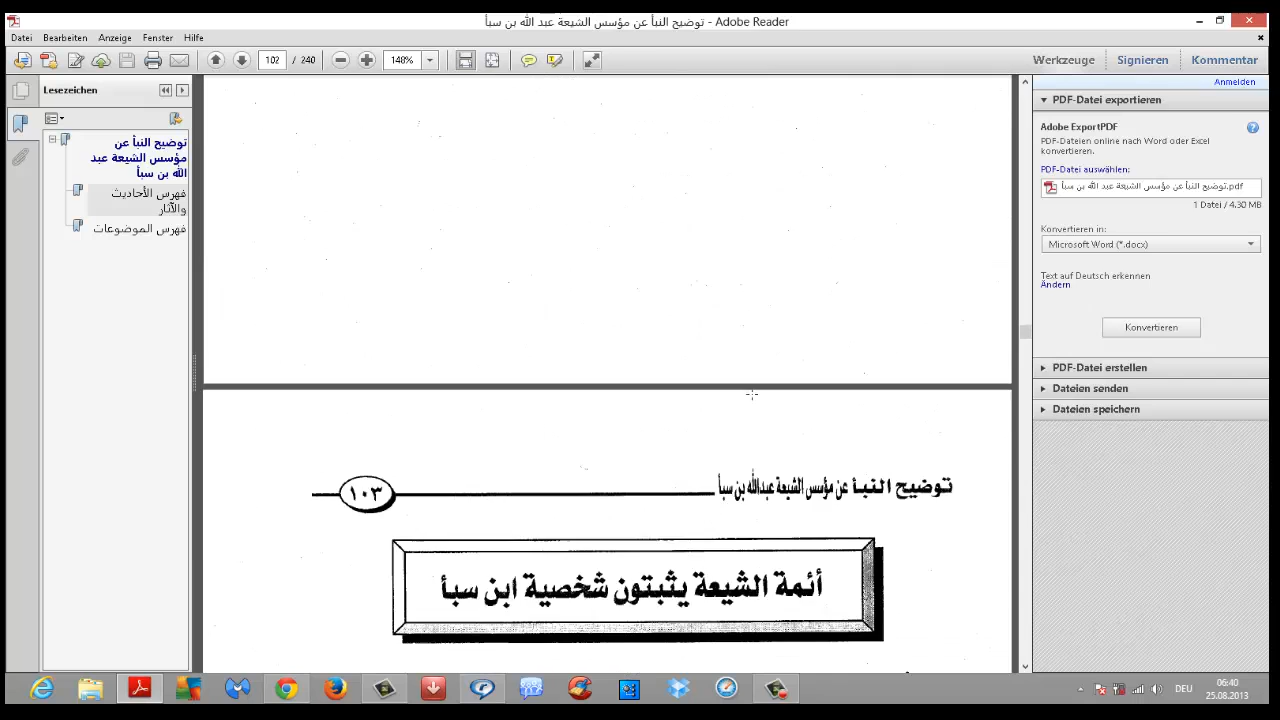 توضيح النبأ عن مؤسس الشيعة عبد الله بن سبأ - Adobe Reader
Datei Bearbeiten Anzeige Fenster Hilfe
102 / 240 148% Werkzeuge Signieren Kommentar
Anmelden
Lesezeichen
توضيح النبأ عن
مؤسس الشيعة عبد
الله بن سبأ
فهرس الأحاديث
والآثار
فهرس الموضوعات
PDF-Datei exportieren
Adobe ExportPDF
PDF-Dateien online nach Word oder Excel
konvertieren.
PDF-Datei auswählen:
توضيح النبأ عن مؤسس الشيعة عبد الله بن سبأ.pdf
1 Datei / 4.30 MB
Konvertieren in:
Microsoft Word (*.docx)
Text auf Deutsch erkennen
Ändern
Konvertieren
PDF-Datei erstellen
Dateien senden
Dateien speichern
توضيح النبأ عن مؤسس الشيعة عبدالله بن سبأ ١٠٣
أئمة الشيعة يثبتون شخصية ابن سبأ
DEU
06:40
25.08.2013